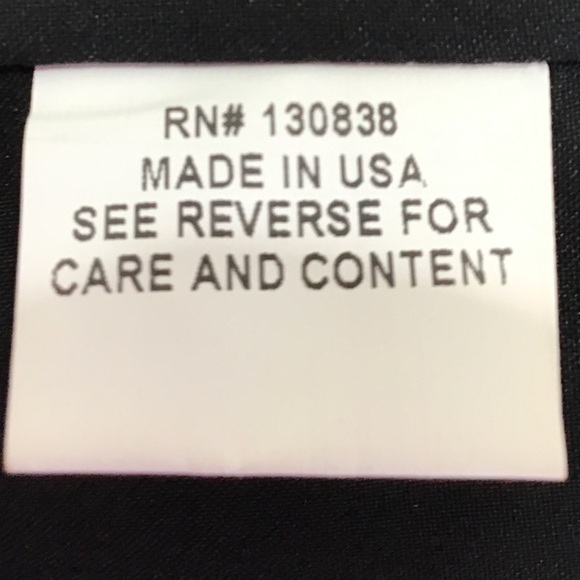 RN# 130838
MADE IN USA
SEE REVERSE FOR
CARE AND CONTENT